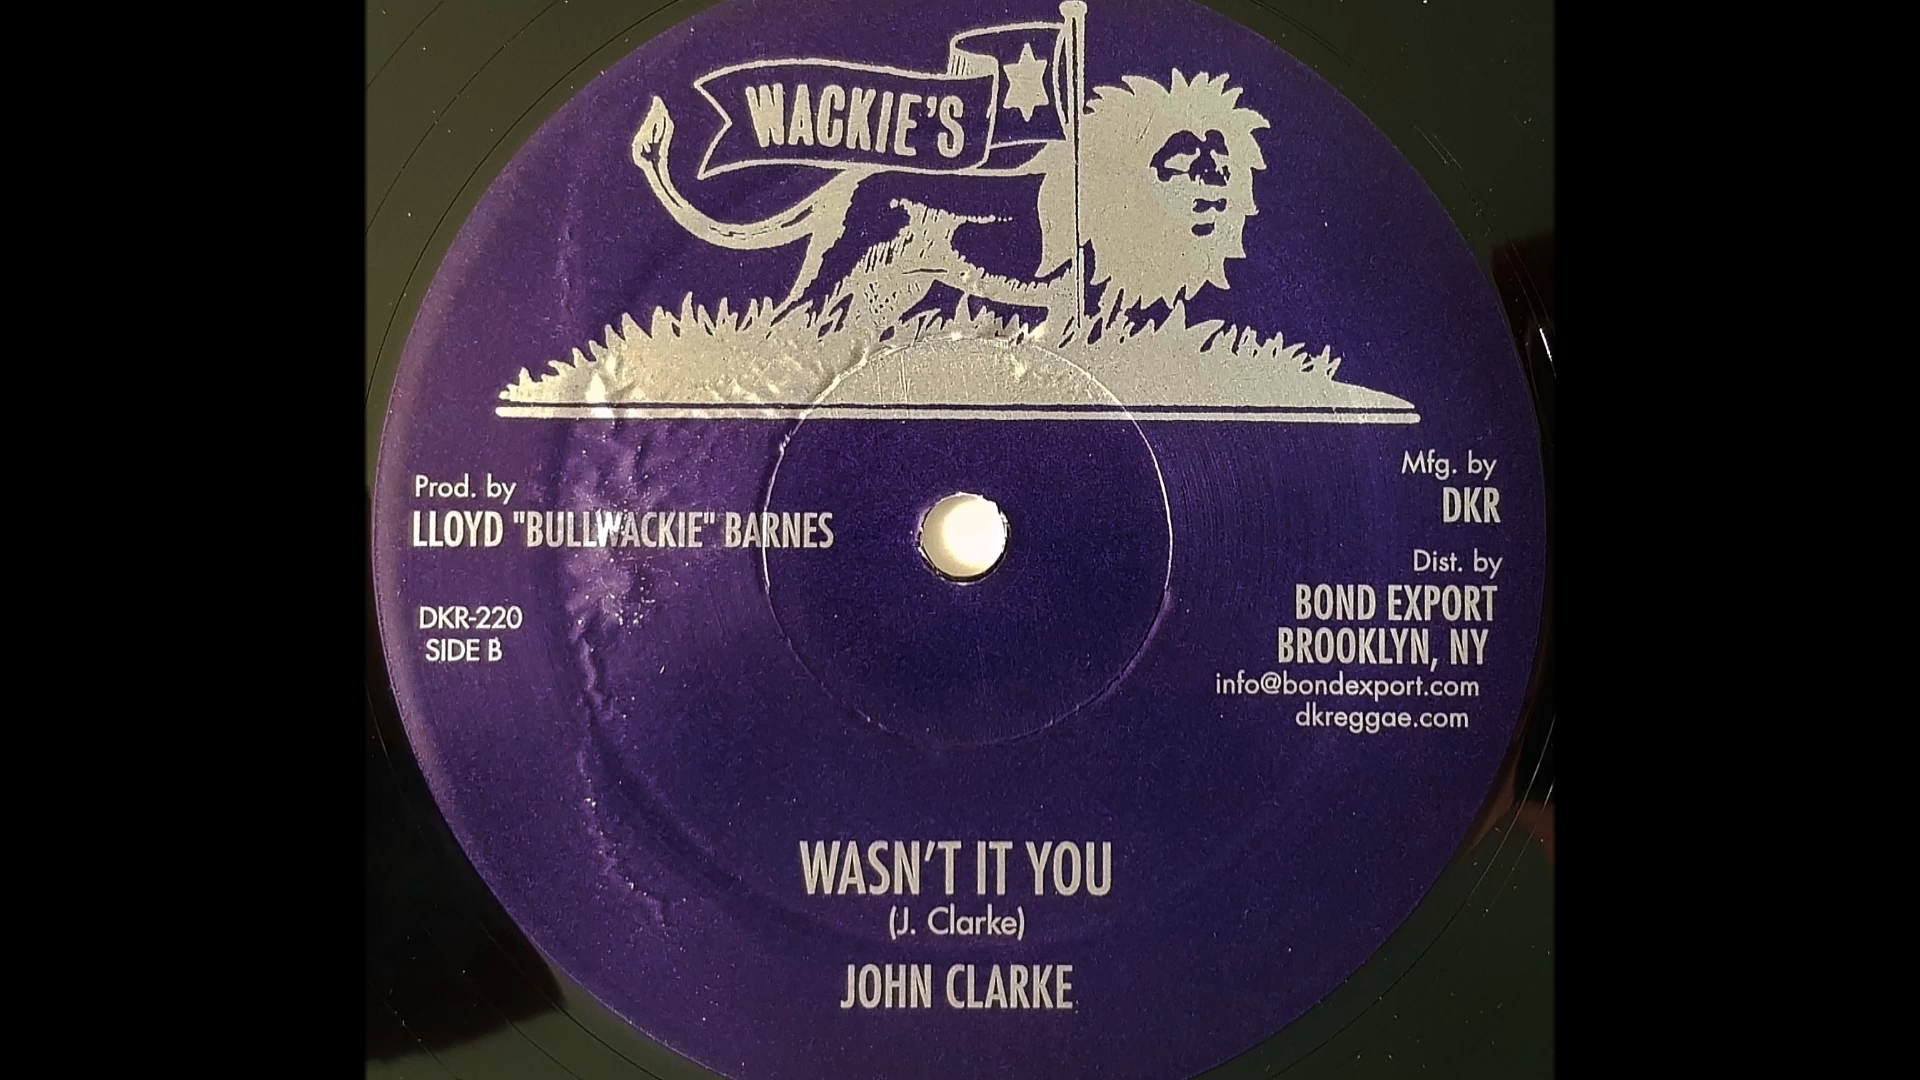 WACKIE'S
Prod. by
LLOYD "BULLWACKIE" BARNES
DKR-220
SIDE B
Mfg. by
DKR
Dist. by
BOND EXPORT
BROOKLYN, NY
info@bondexport.com
dkreggae.com
WASN'T IT YOU
(J. Clarke)
JOHN CLARKE